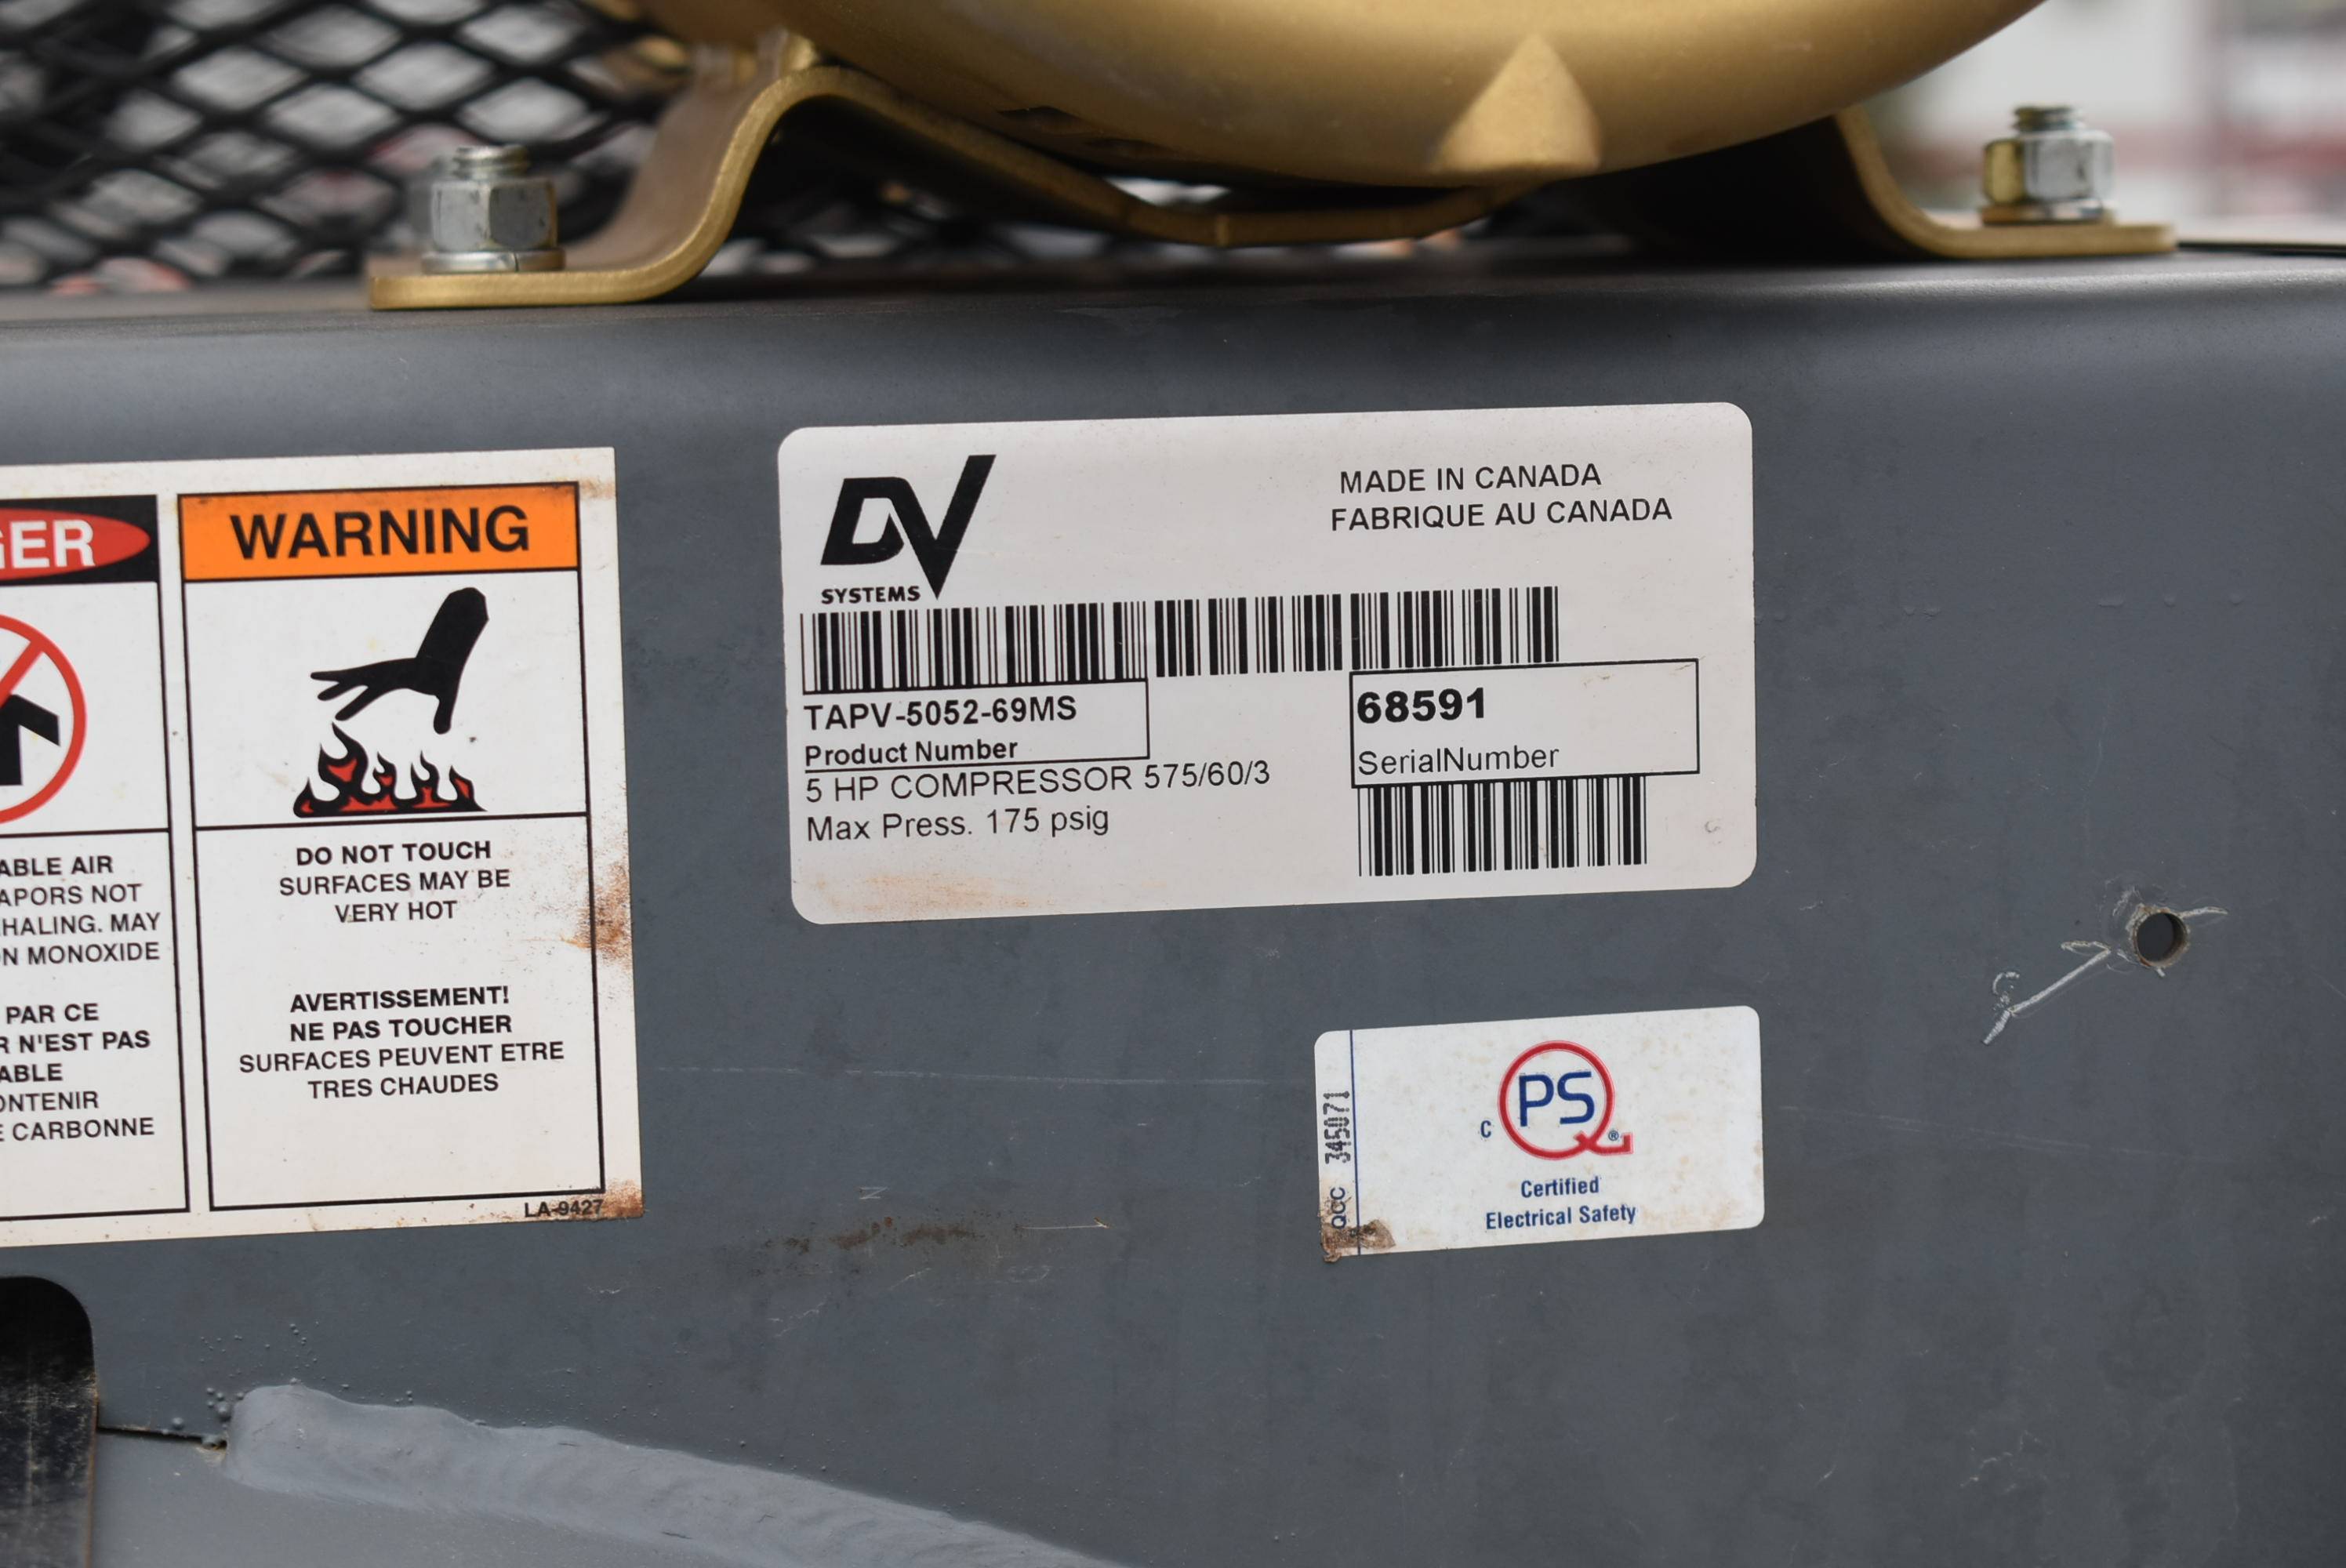 GER
ABLE AIR
APORS NOT
HALING. MAY
N MONOXIDE
PAR CE
R N'EST PAS
ABLE
ONTENIR
E CARBONNE
WARNING
DO NOT TOUCH
SURFACES MAY BE
VERY HOT
AVERTISSEMENT!
NE PAS TOUCHER
SURFACES PEUVENT ETRE
TRES CHAUDES
LA-9427
DV
SYSTEMS
MADE IN CANADA
FABRIQUE AU CANADA
TAPV-5052-69MS
Product Number
5 HP COMPRESSOR 575/60/3
Max Press. 175 psig
68591
SerialNumber
QCC 345071
C PSQ®
Certified
Electrical Safety